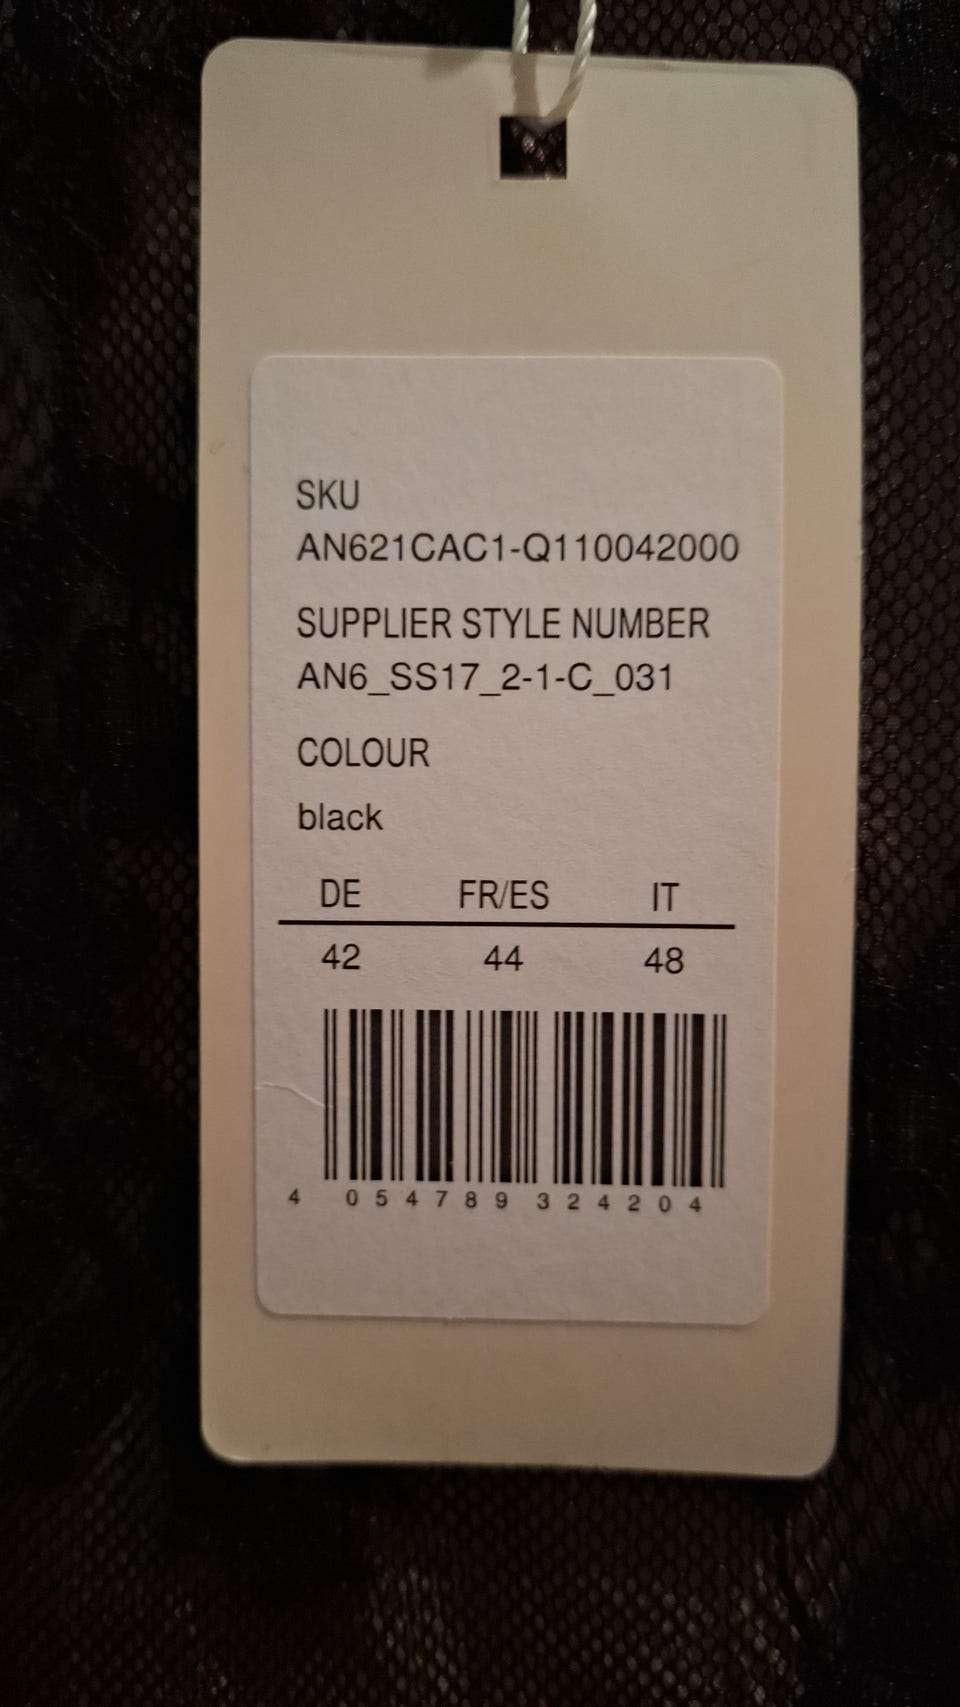 SKU
AN621CAC1-Q110042000
SUPPLIER STYLE NUMBER
AN6_SS17_2-1-C_031
COLOUR
black
DE FR/ES IT
42 44 48
4 054789 324204